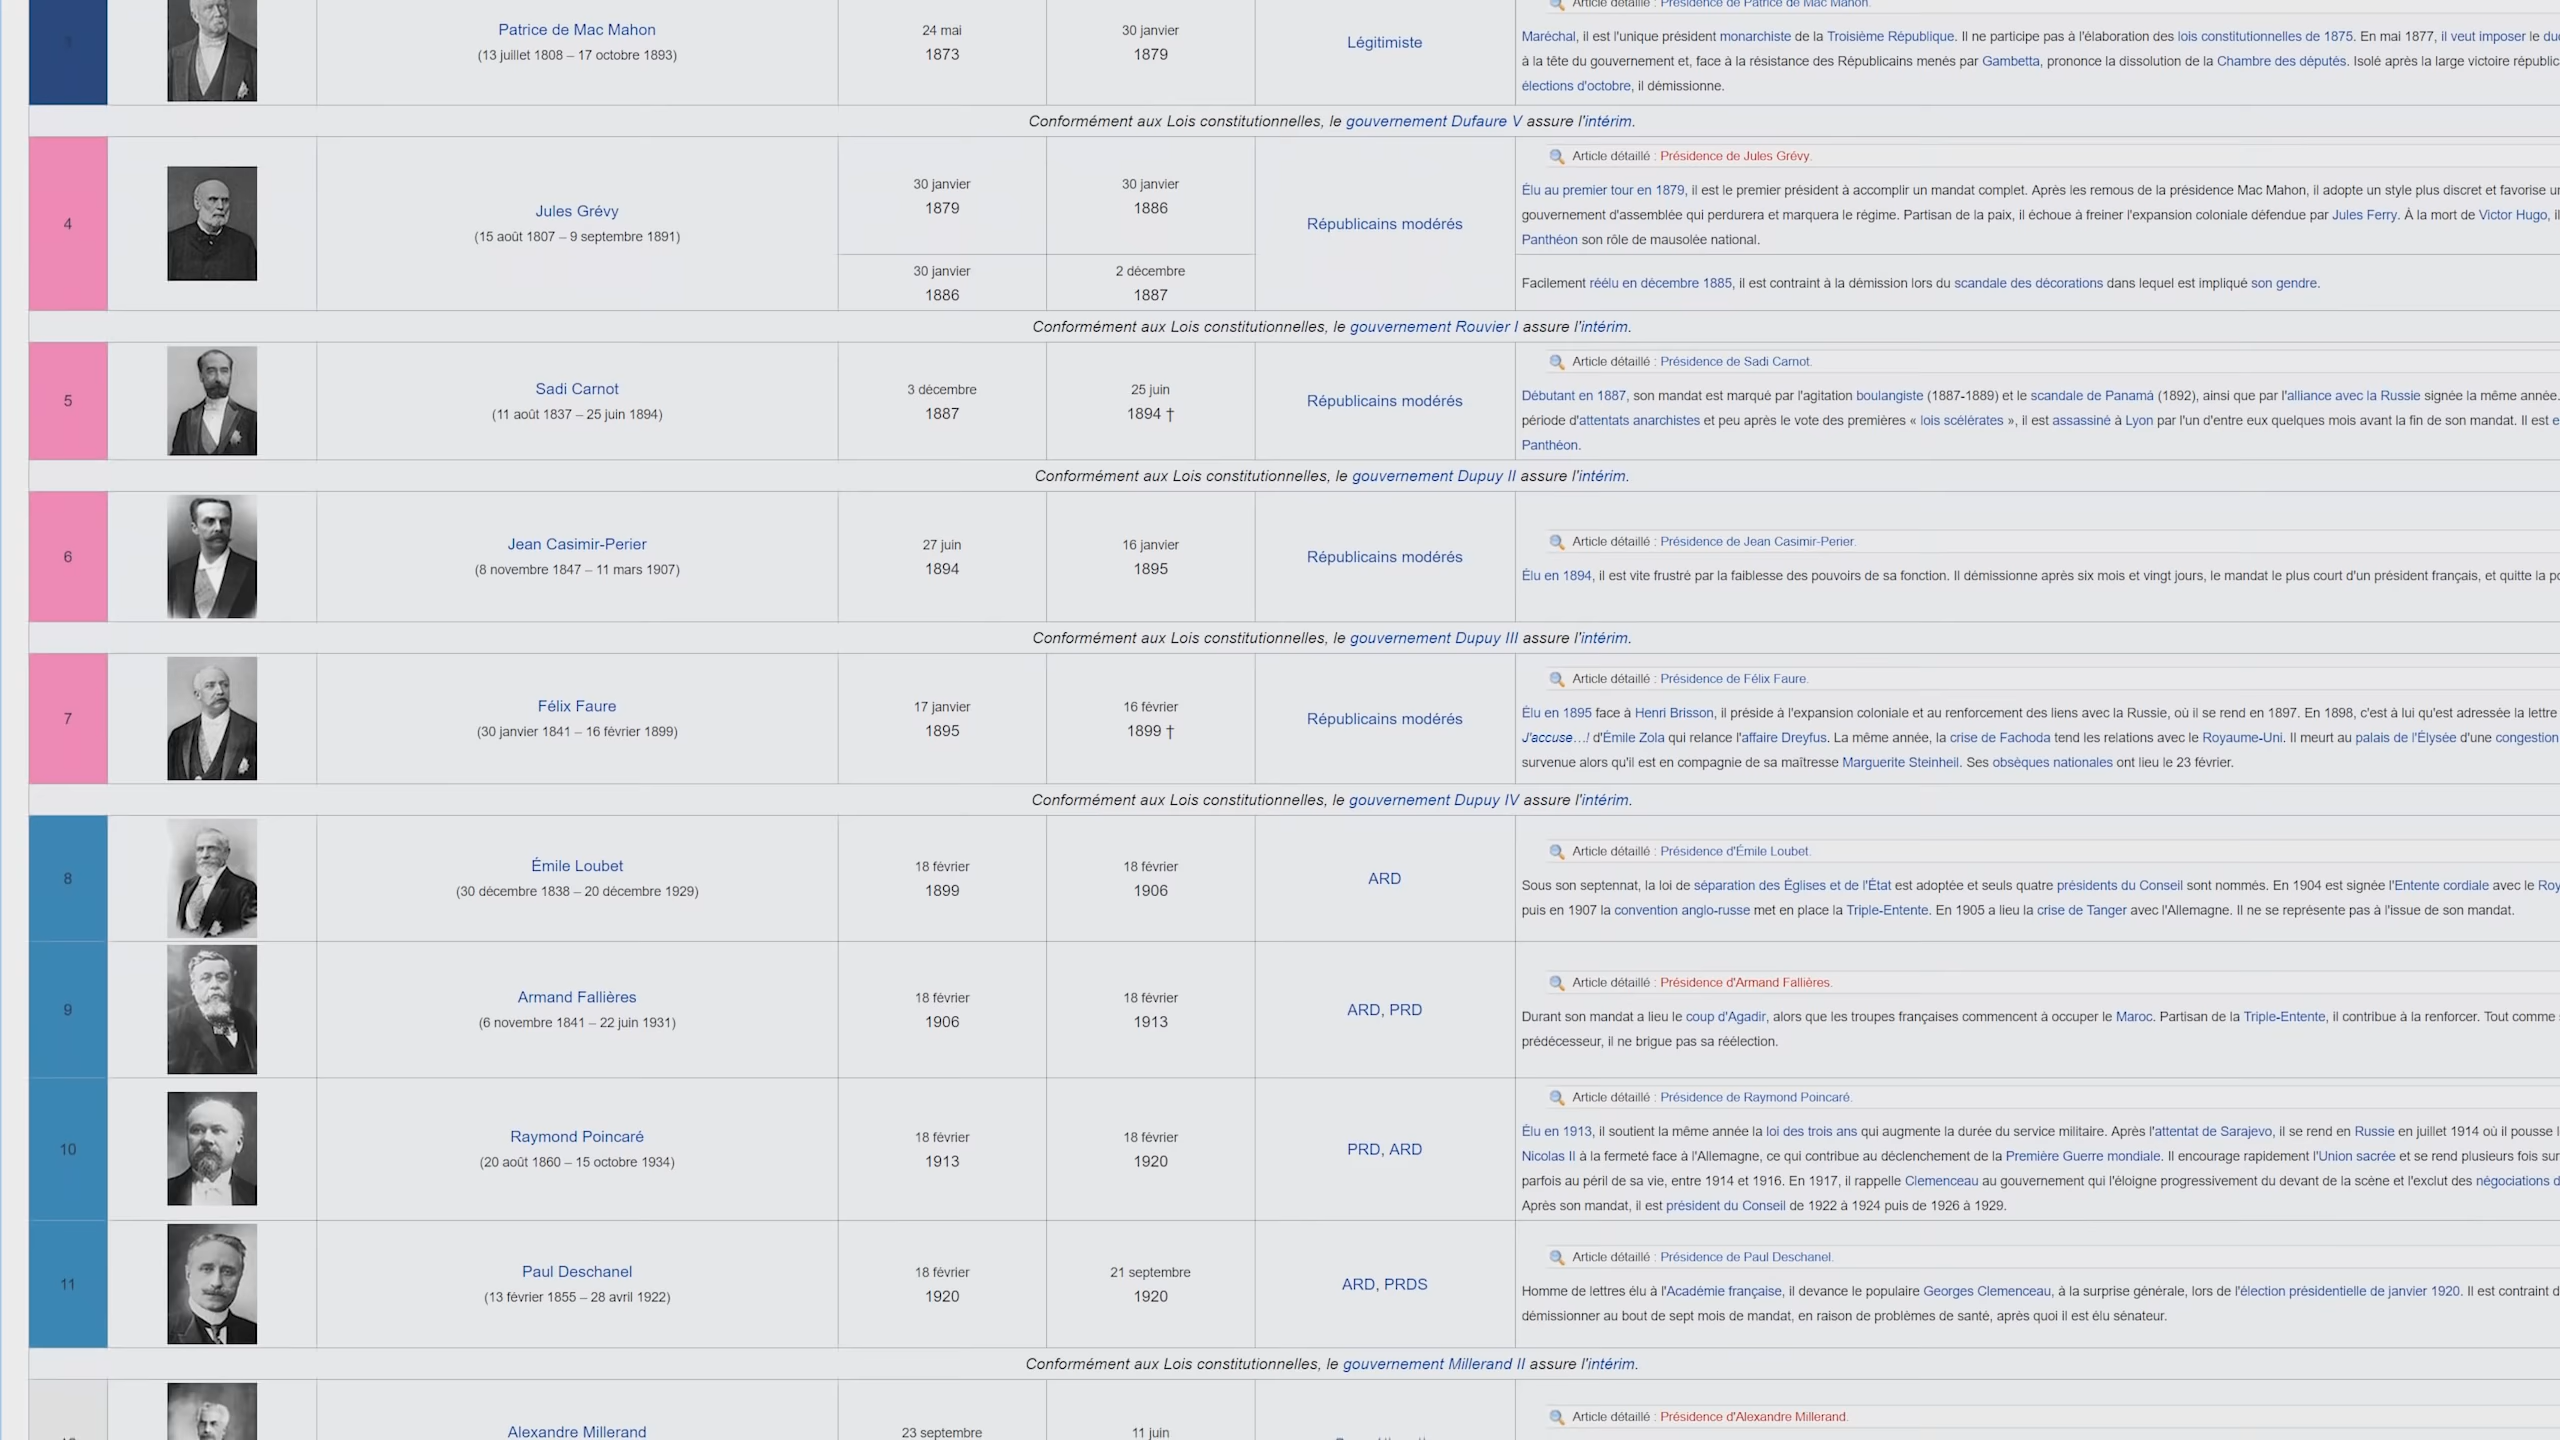 Article détaillé : Présidence de Patrice de Mac Mahon.
Patrice de Mac Mahon
(13 juillet 1808 – 17 octobre 1893)
24 mai
1873
30 janvier
1879
Légitimiste
Maréchal, il est l'unique président monarchiste de la Troisième République. Il ne participe pas à l'élaboration des lois constitutionnelles de 1875. En mai 1877, il veut imposer le
à la tête du gouvernement et, face à la résistance des Républicains menés par Gambetta, prononce la dissolution de la Chambre des députés. Isolé après la large victoire
élections d'octobre, il démissionne.
Conformément aux Lois constitutionnelles, le gouvernement Dufaure V assure l'intérim.
4
Jules Grévy
(15 août 1807 – 9 septembre 1891)
30 janvier
1879
30 janvier
1886
30 janvier
1886
2 décembre
1887
Républicains modérés
Article détaillé : Présidence de Jules Grévy.
Élu au premier tour en 1879, il est le premier président à accomplir un mandat complet. Après les remous de la présidence Mac Mahon, il adopte un style plus discret et favorise
gouvernement d'assemblée qui perdurera et marquera le régime. Partisan de la paix, il échoue à freiner l'expansion coloniale défendue par Jules Ferry. À la mort de Victor Hugo,
Panthéon son rôle de mausolée national.
Facilement réélu en décembre 1885, il est contraint à la démission lors du scandale des décorations dans lequel est impliqué son gendre.
Conformément aux Lois constitutionnelles, le gouvernement Rouvier I assure l'intérim.
5
Sadi Carnot
(11 août 1837 – 25 juin 1894)
3 décembre
1887
25 juin
1894 †
Républicains modérés
Article détaillé : Présidence de Sadi Carnot.
Débutant en 1887, son mandat est marqué par l'agitation boulangiste (1887-1889) et le scandale de Panamá (1892), ainsi que par l'alliance avec la Russie signée la même année.
période d'attentats anarchistes et peu après le vote des premières « lois scélérates », il est assassiné à Lyon par l'un d'entre eux quelques mois avant la fin de son mandat. Il est
Panthéon.
Conformément aux Lois constitutionnelles, le gouvernement Dupuy II assure l'intérim.
6
Jean Casimir-Perier
(8 novembre 1847 – 11 mars 1907)
27 juin
1894
16 janvier
1895
Républicains modérés
Article détaillé : Présidence de Jean Casimir-Perier.
Élu en 1894, il est vite frustré par la faiblesse des pouvoirs de sa fonction. Il démissionne après six mois et vingt jours, le mandat le plus court d'un président français, et quitte la
Conformément aux Lois constitutionnelles, le gouvernement Dupuy III assure l'intérim.
7
Félix Faure
(30 janvier 1841 – 16 février 1899)
17 janvier
1895
16 février
1899 †
Républicains modérés
Article détaillé : Présidence de Félix Faure.
Élu en 1895 face à Henri Brisson, il préside à l'expansion coloniale et au renforcement des liens avec la Russie, où il se rend en 1897. En 1898, c'est à lui qu'est adressée la lettre
J'accuse…! d'Émile Zola qui relance l'affaire Dreyfus. La même année, la crise de Fachoda tend les relations avec le Royaume-Uni. Il meurt au palais de l'Élysée d'une congestion
survenue alors qu'il est en compagnie de sa maîtresse Marguerite Steinheil. Ses obsèques nationales ont lieu le 23 février.
Conformément aux Lois constitutionnelles, le gouvernement Dupuy IV assure l'intérim.
8
Émile Loubet
(30 décembre 1838 – 20 décembre 1929)
18 février
1899
18 février
1906
ARD
Article détaillé : Présidence d'Émile Loubet.
Sous son septennat, la loi de séparation des Églises et de l'État est adoptée et seuls quatre présidents du Conseil sont nommés. En 1904 est signée l'Entente cordiale avec le
puis en 1907 la convention anglo-russe met en place la Triple-Entente. En 1905 a lieu la crise de Tanger avec l'Allemagne. Il ne se représente pas à l'issue de son mandat.
9
Armand Fallières
(6 novembre 1841 – 22 juin 1931)
18 février
1906
18 février
1913
ARD, PRD
Article détaillé : Présidence d'Armand Fallières.
Durant son mandat a lieu le coup d'Agadir, alors que les troupes françaises commencent à occuper le Maroc. Partisan de la Triple-Entente, il contribue à la renforcer. Tout comme
prédécesseur, il ne brigue pas sa réélection.
10
Raymond Poincaré
(20 août 1860 – 15 octobre 1934)
18 février
1913
18 février
1920
PRD, ARD
Article détaillé : Présidence de Raymond Poincaré.
Élu en 1913, il soutient la même année la loi des trois ans qui augmente la durée du service militaire. Après l'attentat de Sarajevo, il se rend en Russie en juillet 1914 où il pousse
Nicolas II à la fermeté face à l'Allemagne, ce qui contribue au déclenchement de la Première Guerre mondiale. Il encourage rapidement l'Union sacrée et se rend plusieurs fois sur
parfois au péril de sa vie, entre 1914 et 1916. En 1917, il rappelle Clemenceau au gouvernement qui l'éloigne progressivement du devant de la scène et l'exclut des négociations
Après son mandat, il est président du Conseil de 1922 à 1924 puis de 1926 à 1929.
11
Paul Deschanel
(13 février 1855 – 28 avril 1922)
18 février
1920
21 septembre
1920
ARD, PRDS
Article détaillé : Présidence de Paul Deschanel.
Homme de lettres élu à l'Académie française, il devance le populaire Georges Clemenceau, à la surprise générale, lors de l'élection présidentielle de janvier 1920. Il est contraint
démissionner au bout de sept mois de mandat, en raison de problèmes de santé, après quoi il est élu sénateur.
Conformément aux Lois constitutionnelles, le gouvernement Millerand II assure l'intérim.
Alexandre Millerand
23 septembre
11 juin
Article détaillé : Présidence d'Alexandre Millerand.